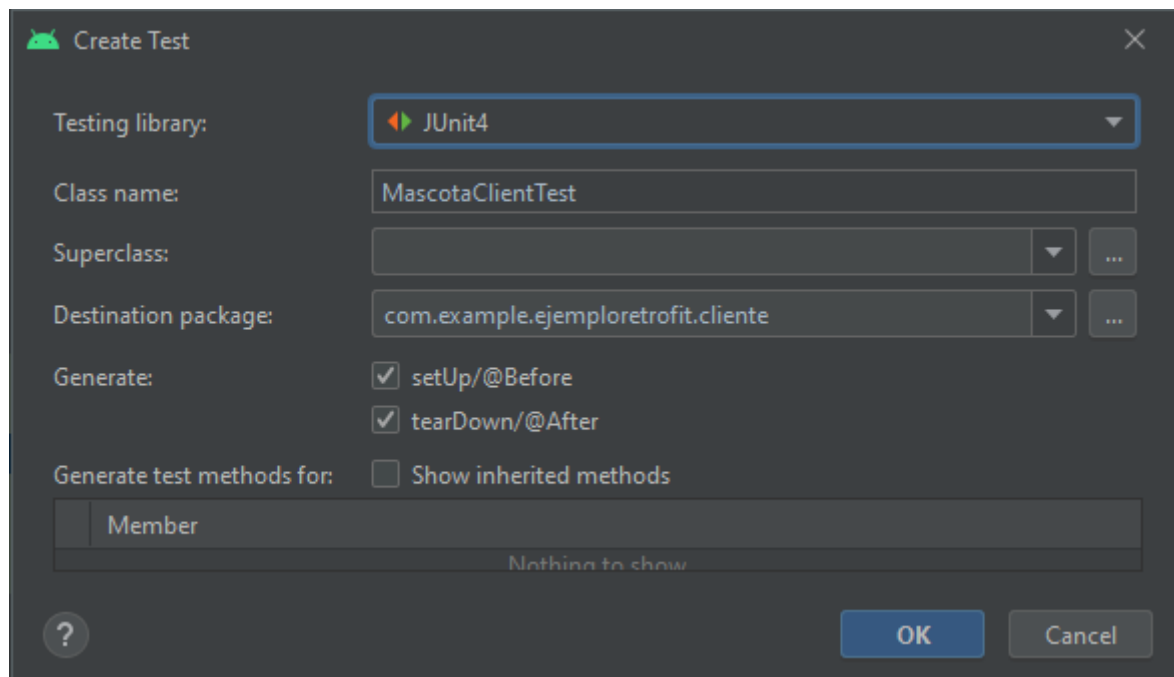 Create Test
Testing library: JUnit4
Class name: MascotaClientTest
Superclass: ...
Destination package: com.example.ejemploretrofit.cliente ...
Generate: setUp/@Before
tearDown/@After
Generate test methods for: Show inherited methods
Member
Nothing to show
? OK Cancel